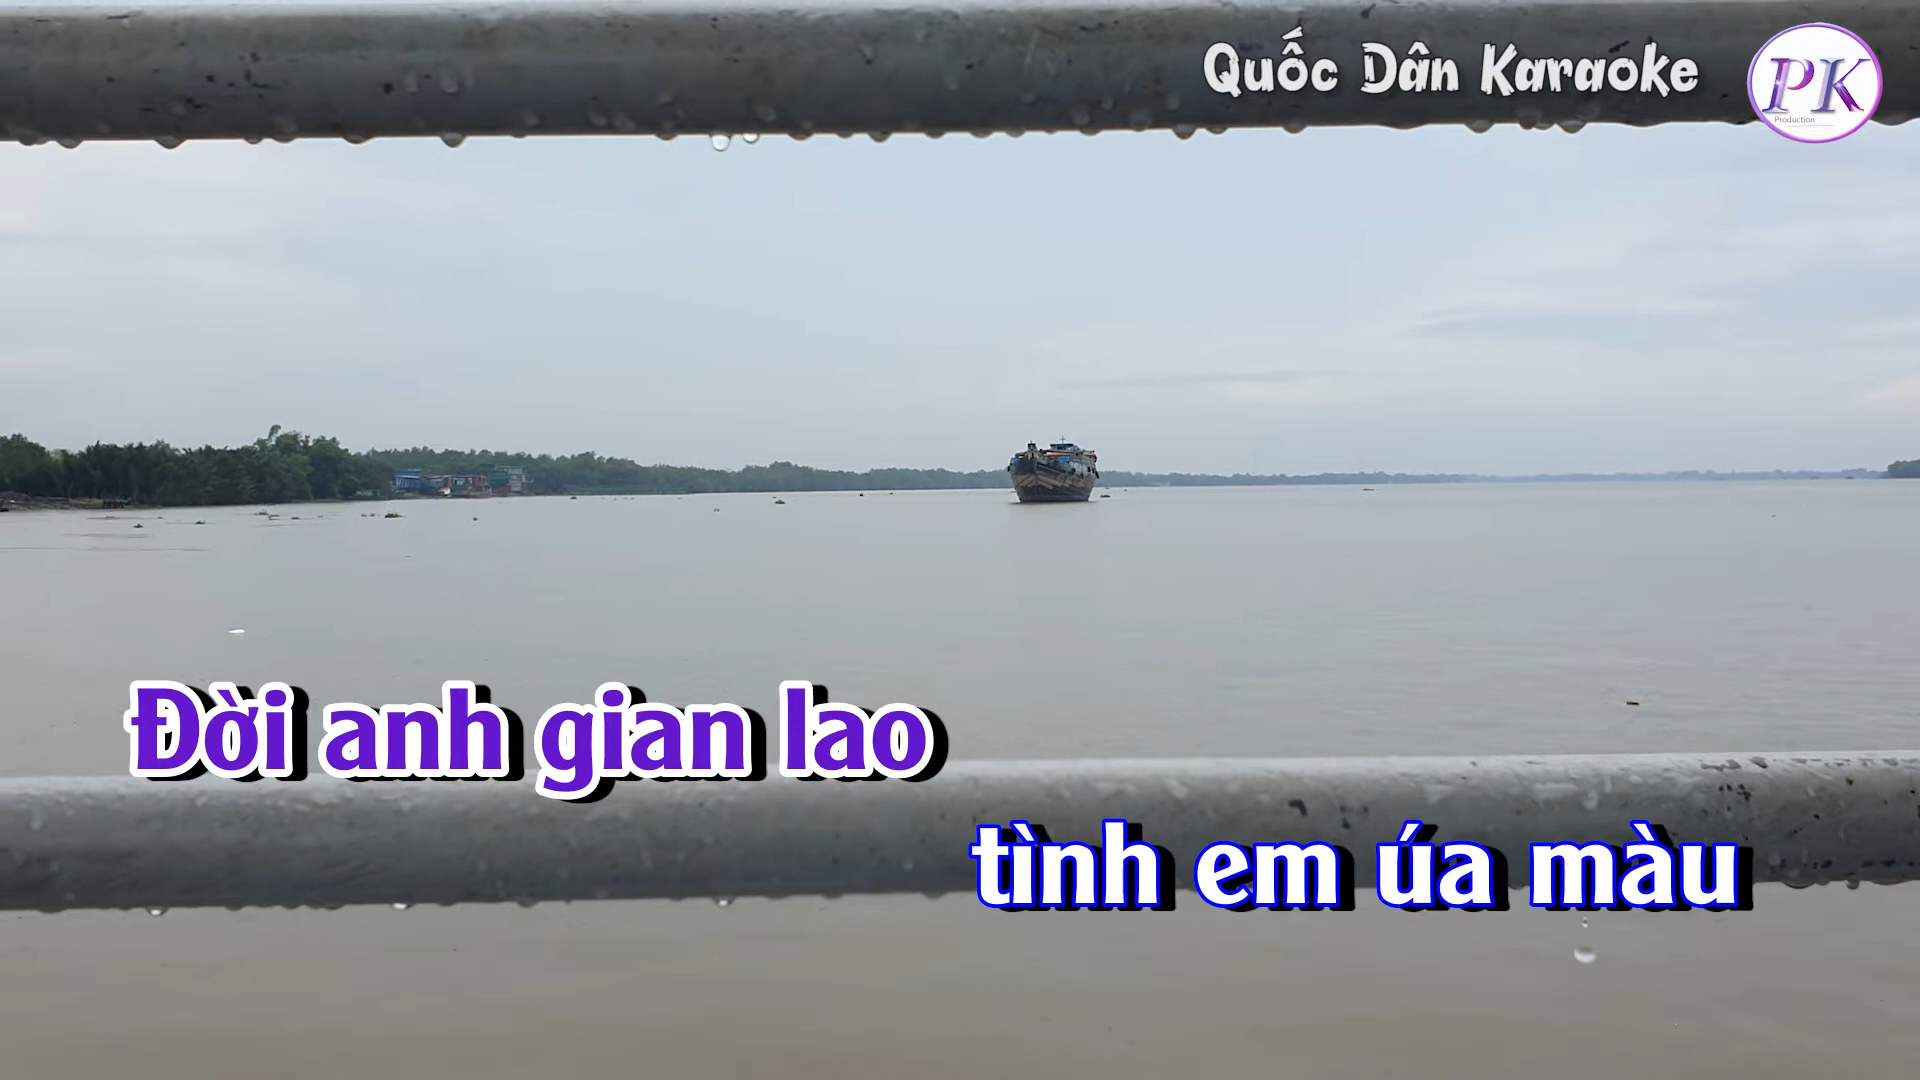 Quốc Dân Karaoke
PK
Production
Đời anh gian lao
tình em úa màu